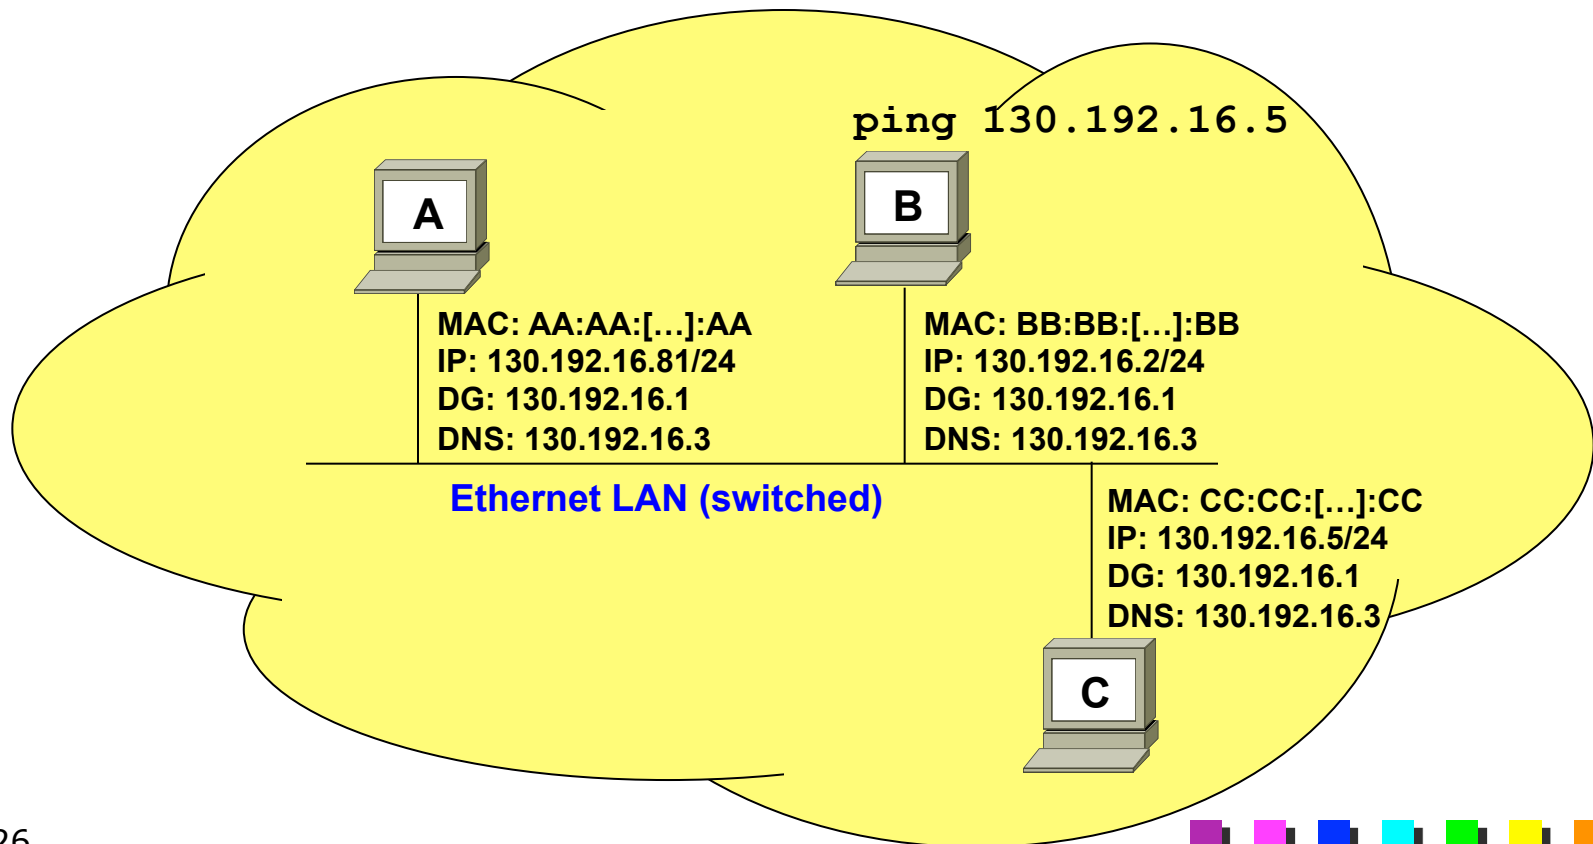 ping 130.192.16.5
A
B
MAC: AA:AA:[…]:AA
IP: 130.192.16.81/24
DG: 130.192.16.1
DNS: 130.192.16.3
MAC: BB:BB:[…]:BB
IP: 130.192.16.2/24
DG: 130.192.16.1
DNS: 130.192.16.3
Ethernet LAN (switched)
MAC: CC:CC:[…]:CC
IP: 130.192.16.5/24
DG: 130.192.16.1
DNS: 130.192.16.3
C
26